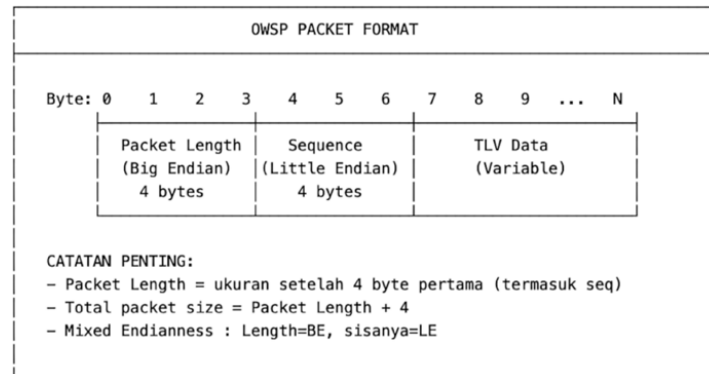 OWSP PACKET FORMAT
Byte: 0 1 2 3 4 5 6 7 8 9 ... N
Packet Length Sequence TLV Data
(Big Endian) (Little Endian) (Variable)
4 bytes 4 bytes
CATATAN PENTING:
– Packet Length = ukuran setelah 4 byte pertama (termasuk seq)
– Total packet size = Packet Length + 4
– Mixed Endianness : Length=BE, sisanya=LE